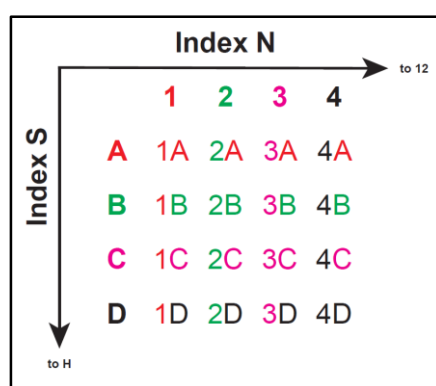 Index N
to 12
Index S
1 2 3 4
A 1A 2A 3A 4A
B 1B 2B 3B 4B
C 1C 2C 3C 4C
D 1D 2D 3D 4D
to H